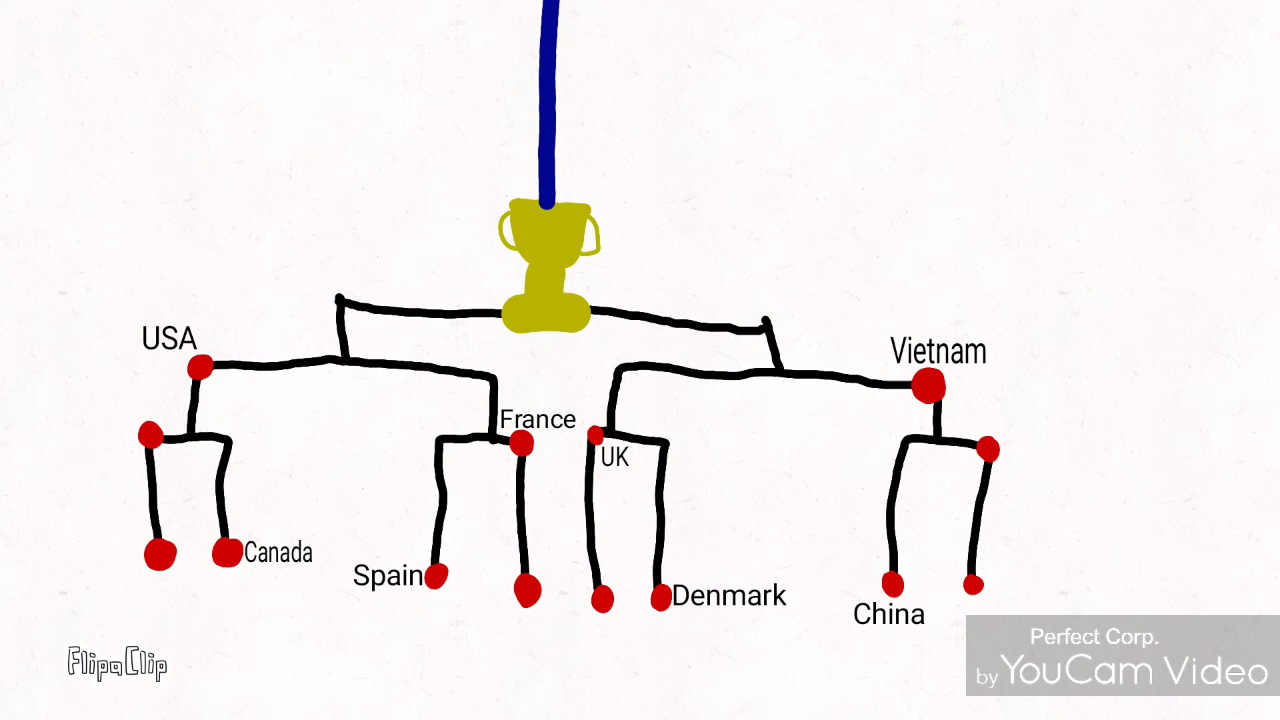 USA
Vietnam
France
UK
Canada
Spain
Denmark
China
FlipaClip
Perfect Corp.
by YouCam Video